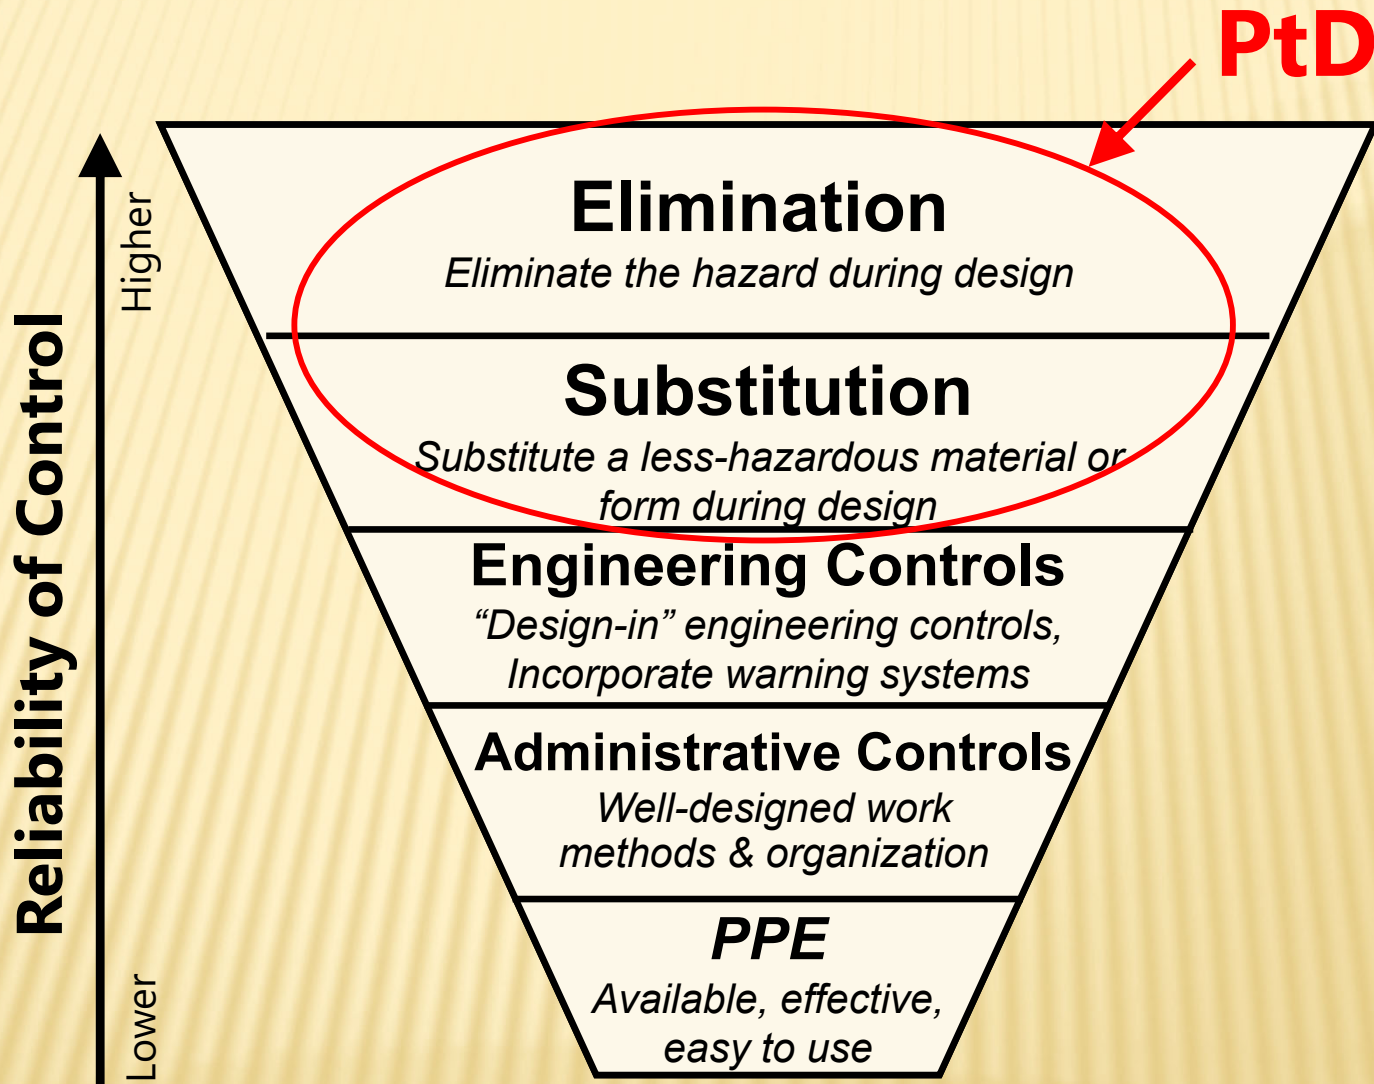 PtD
Reliability of Control
Higher
Lower
Elimination
Eliminate the hazard during design
Substitution
Substitute a less-hazardous material or
form during design
Engineering Controls
“Design-in” engineering controls,
Incorporate warning systems
Administrative Controls
Well-designed work
methods & organization
PPE
Available, effective,
easy to use